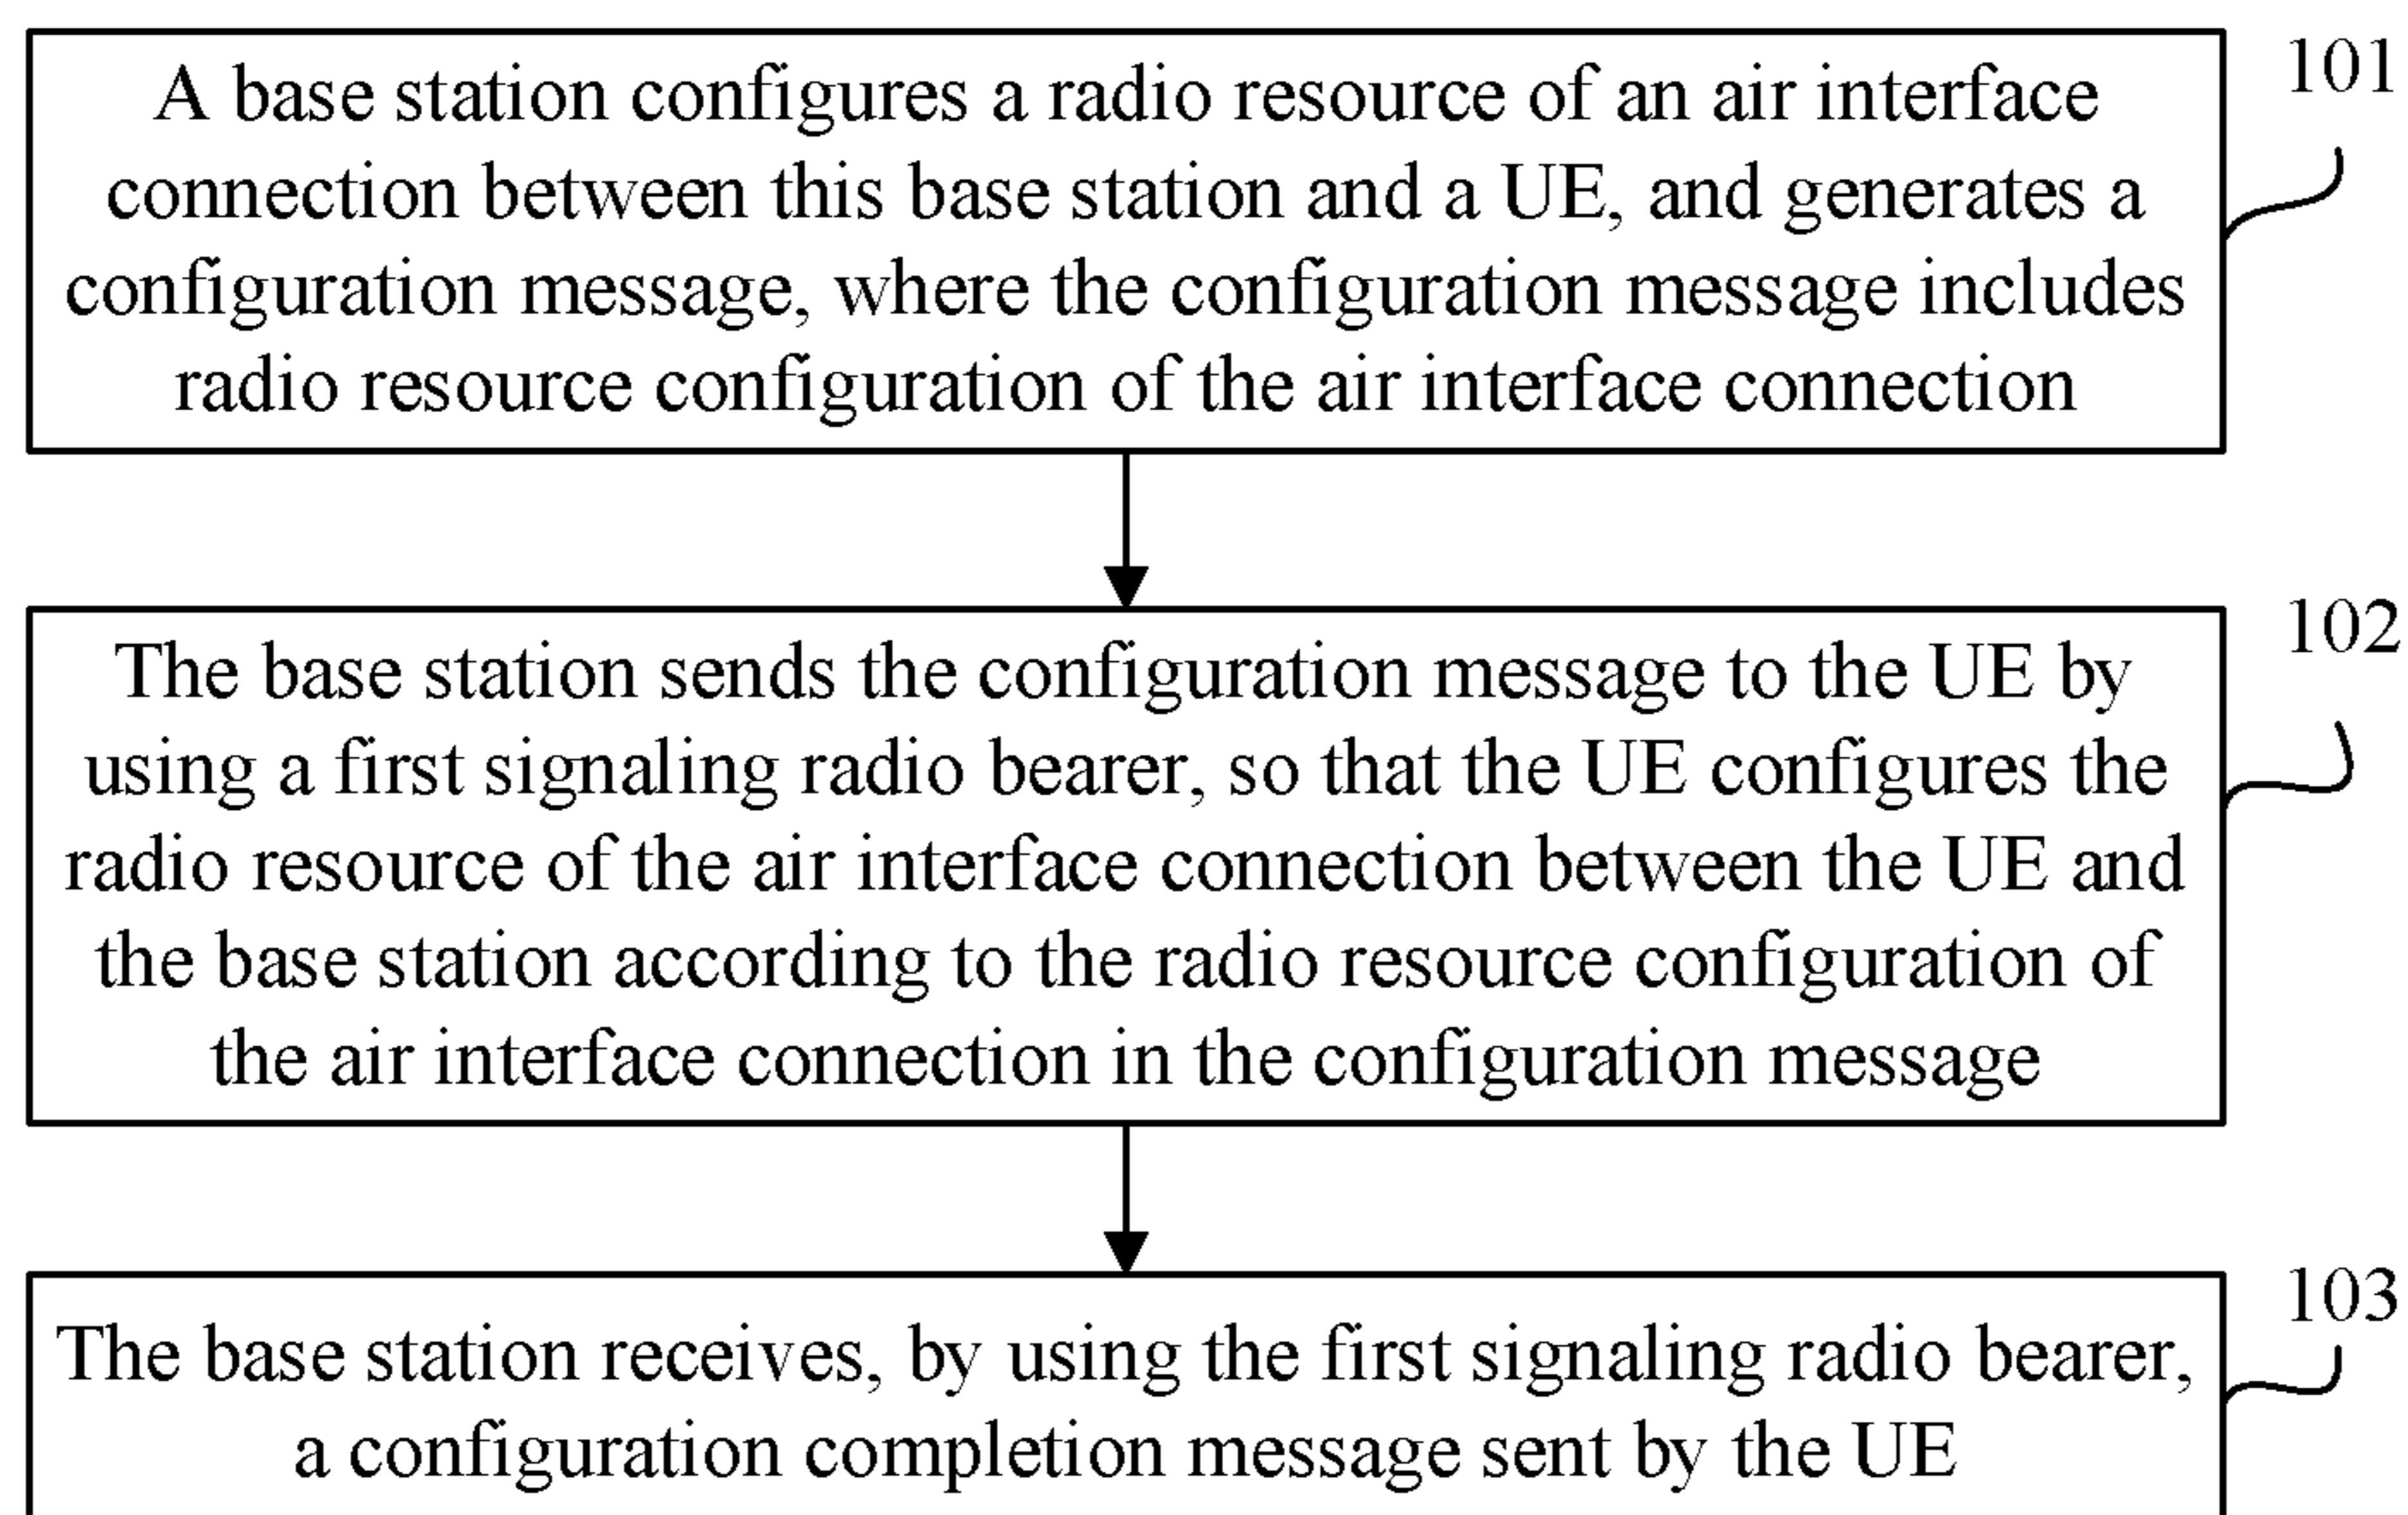 A base station configures a radio resource of an air interface
connection between this base station and a UE, and generates a
configuration message, where the configuration message includes
radio resource configuration of the air interface connection
101
The base station sends the configuration message to the UE by
using a first signaling radio bearer, so that the UE configures the
radio resource of the air interface connection between the UE and
the base station according to the radio resource configuration of
the air interface connection in the configuration message
102
The base station receives, by using the first signaling radio bearer,
a configuration completion message sent by the UE
103